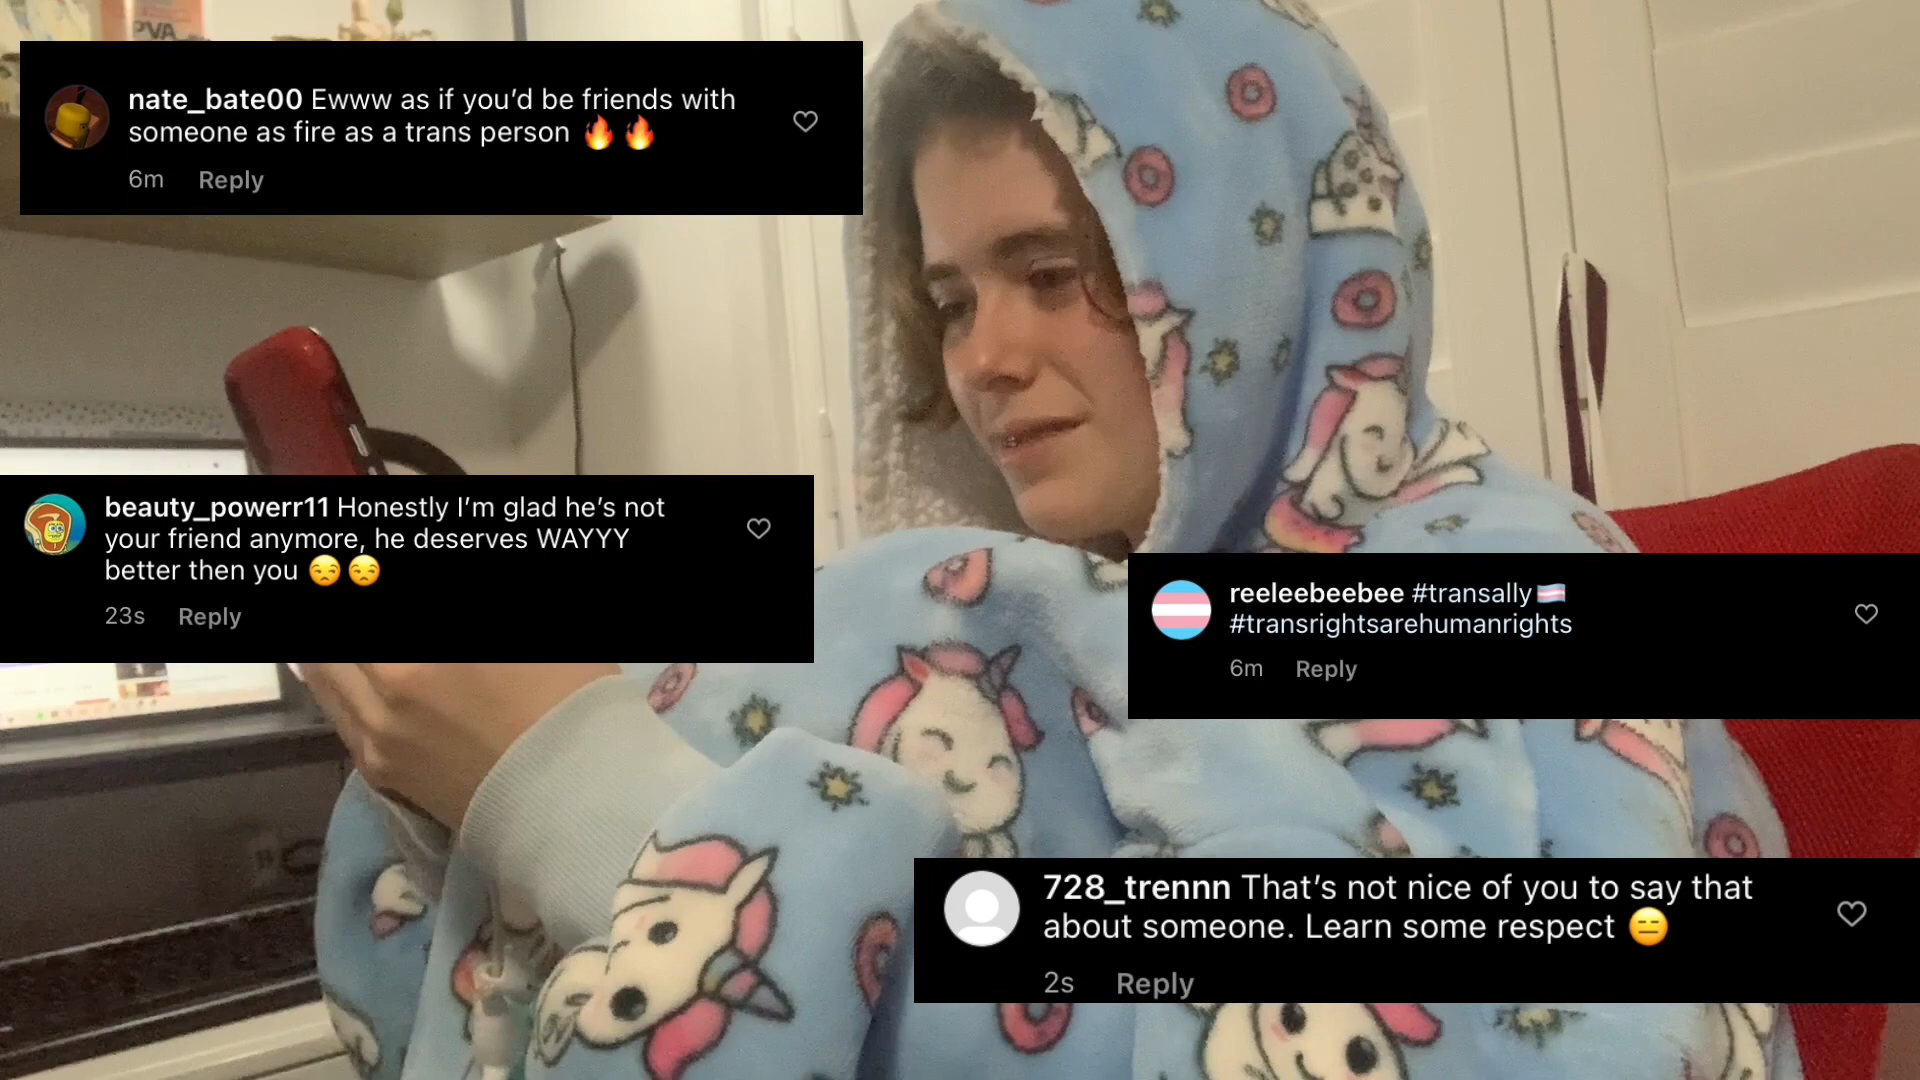 PVA
nate_bate00 Ewww as if you’d be friends with
someone as fire as a trans person 🔥🔥
6m Reply
beauty_powerr11 Honestly I’m glad he’s not
your friend anymore, he deserves WAYYY
better then you 😒😒
23s Reply
reeleebeebee #transally🏳️‍⚧️
#transrightsarehumanrights
6m Reply
728_trennn That’s not nice of you to say that
about someone. Learn some respect 😑
2s Reply